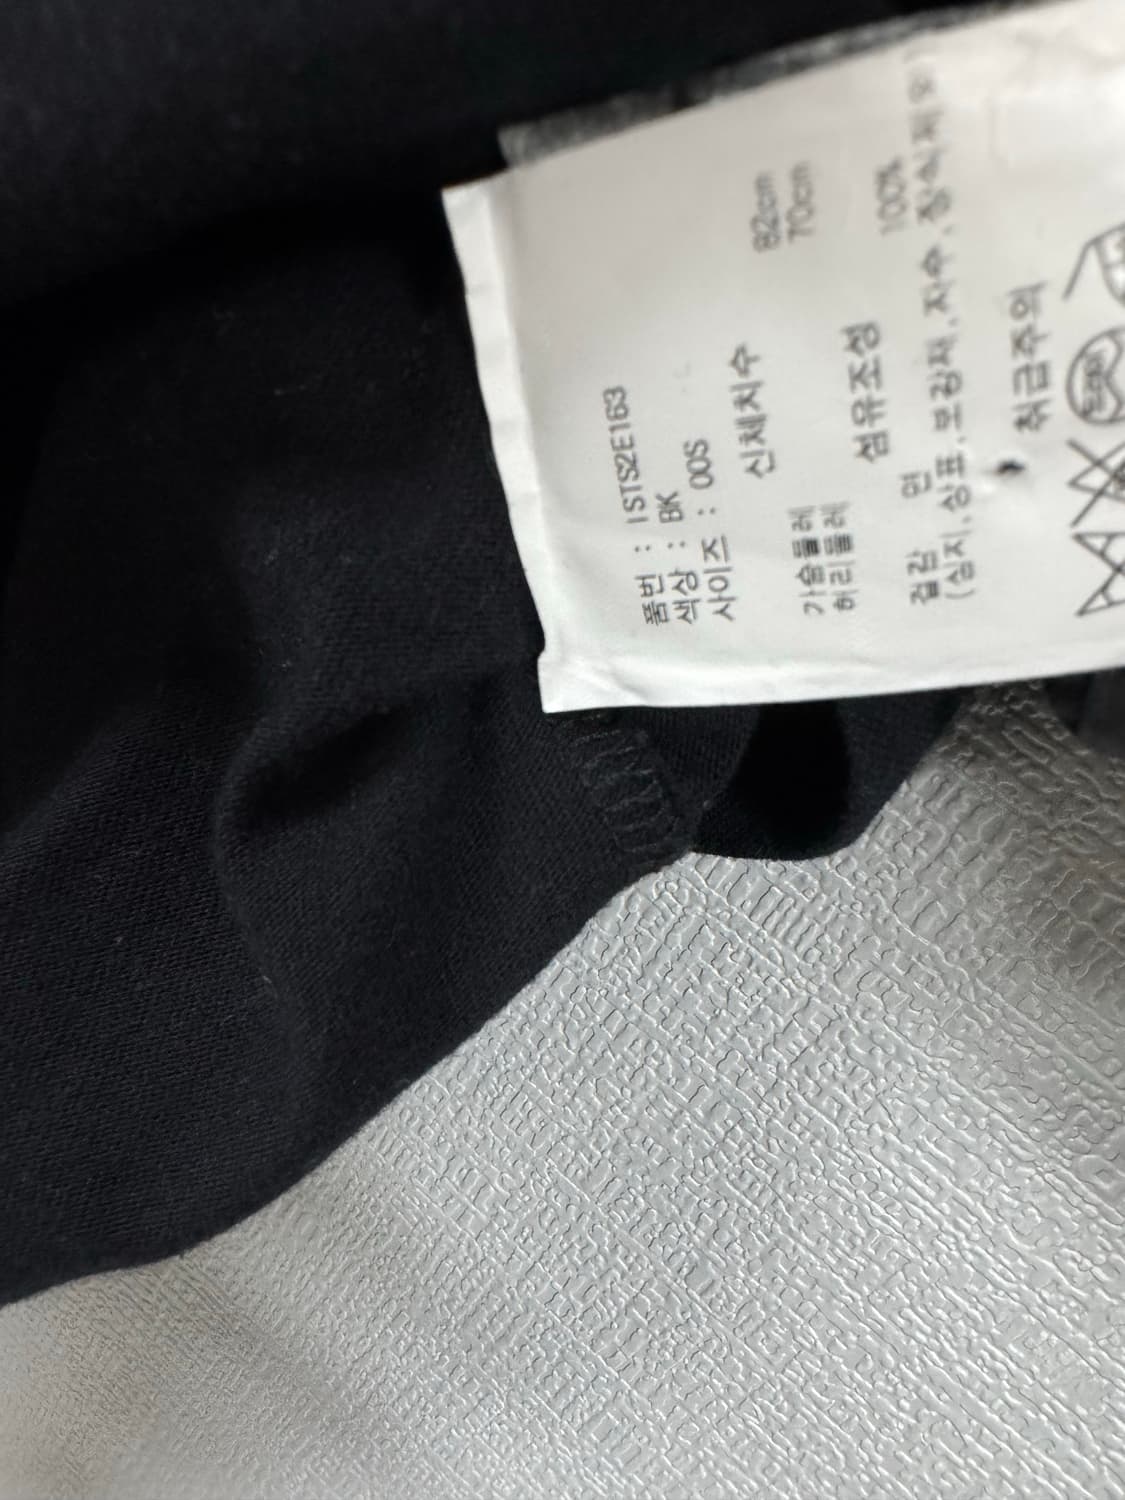 품번 : ISTS2E163
색상 : BK
사이즈 : 00S
신체치수
가슴둘레 82cm
허리둘레 70cm
섬유조성
겉감 면 100%
(심지,상표,보강재,자수,장식제외)
취급주의